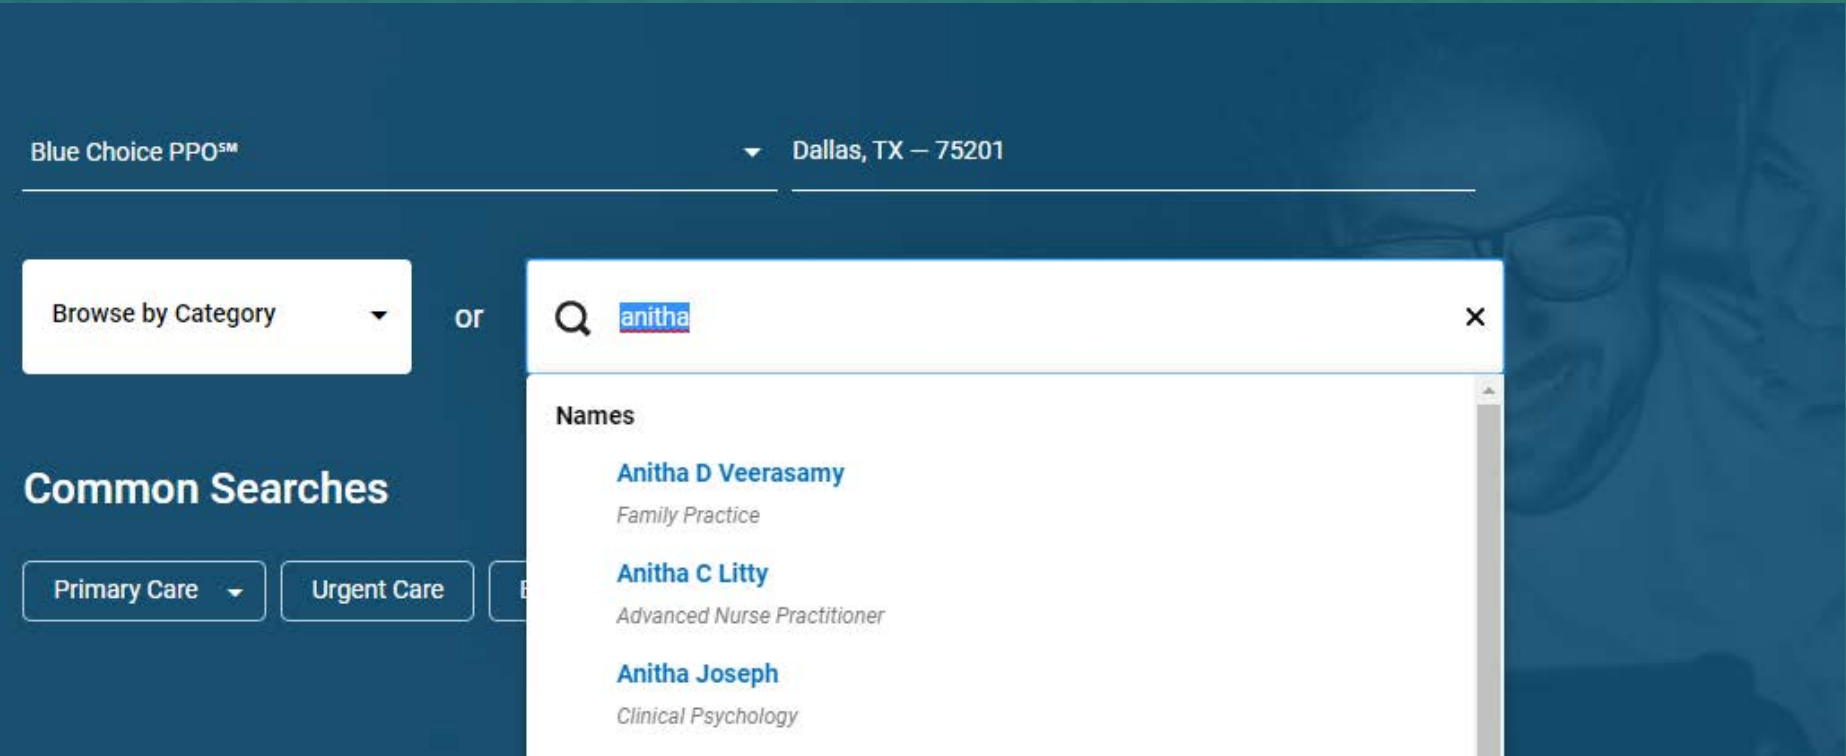 Blue Choice PPO℠
Dallas, TX — 75201
Browse by Category
or
anitha
Names
Anitha D Veerasamy
Family Practice
Anitha C Litty
Advanced Nurse Practitioner
Anitha Joseph
Clinical Psychology
Common Searches
Primary Care
Urgent Care